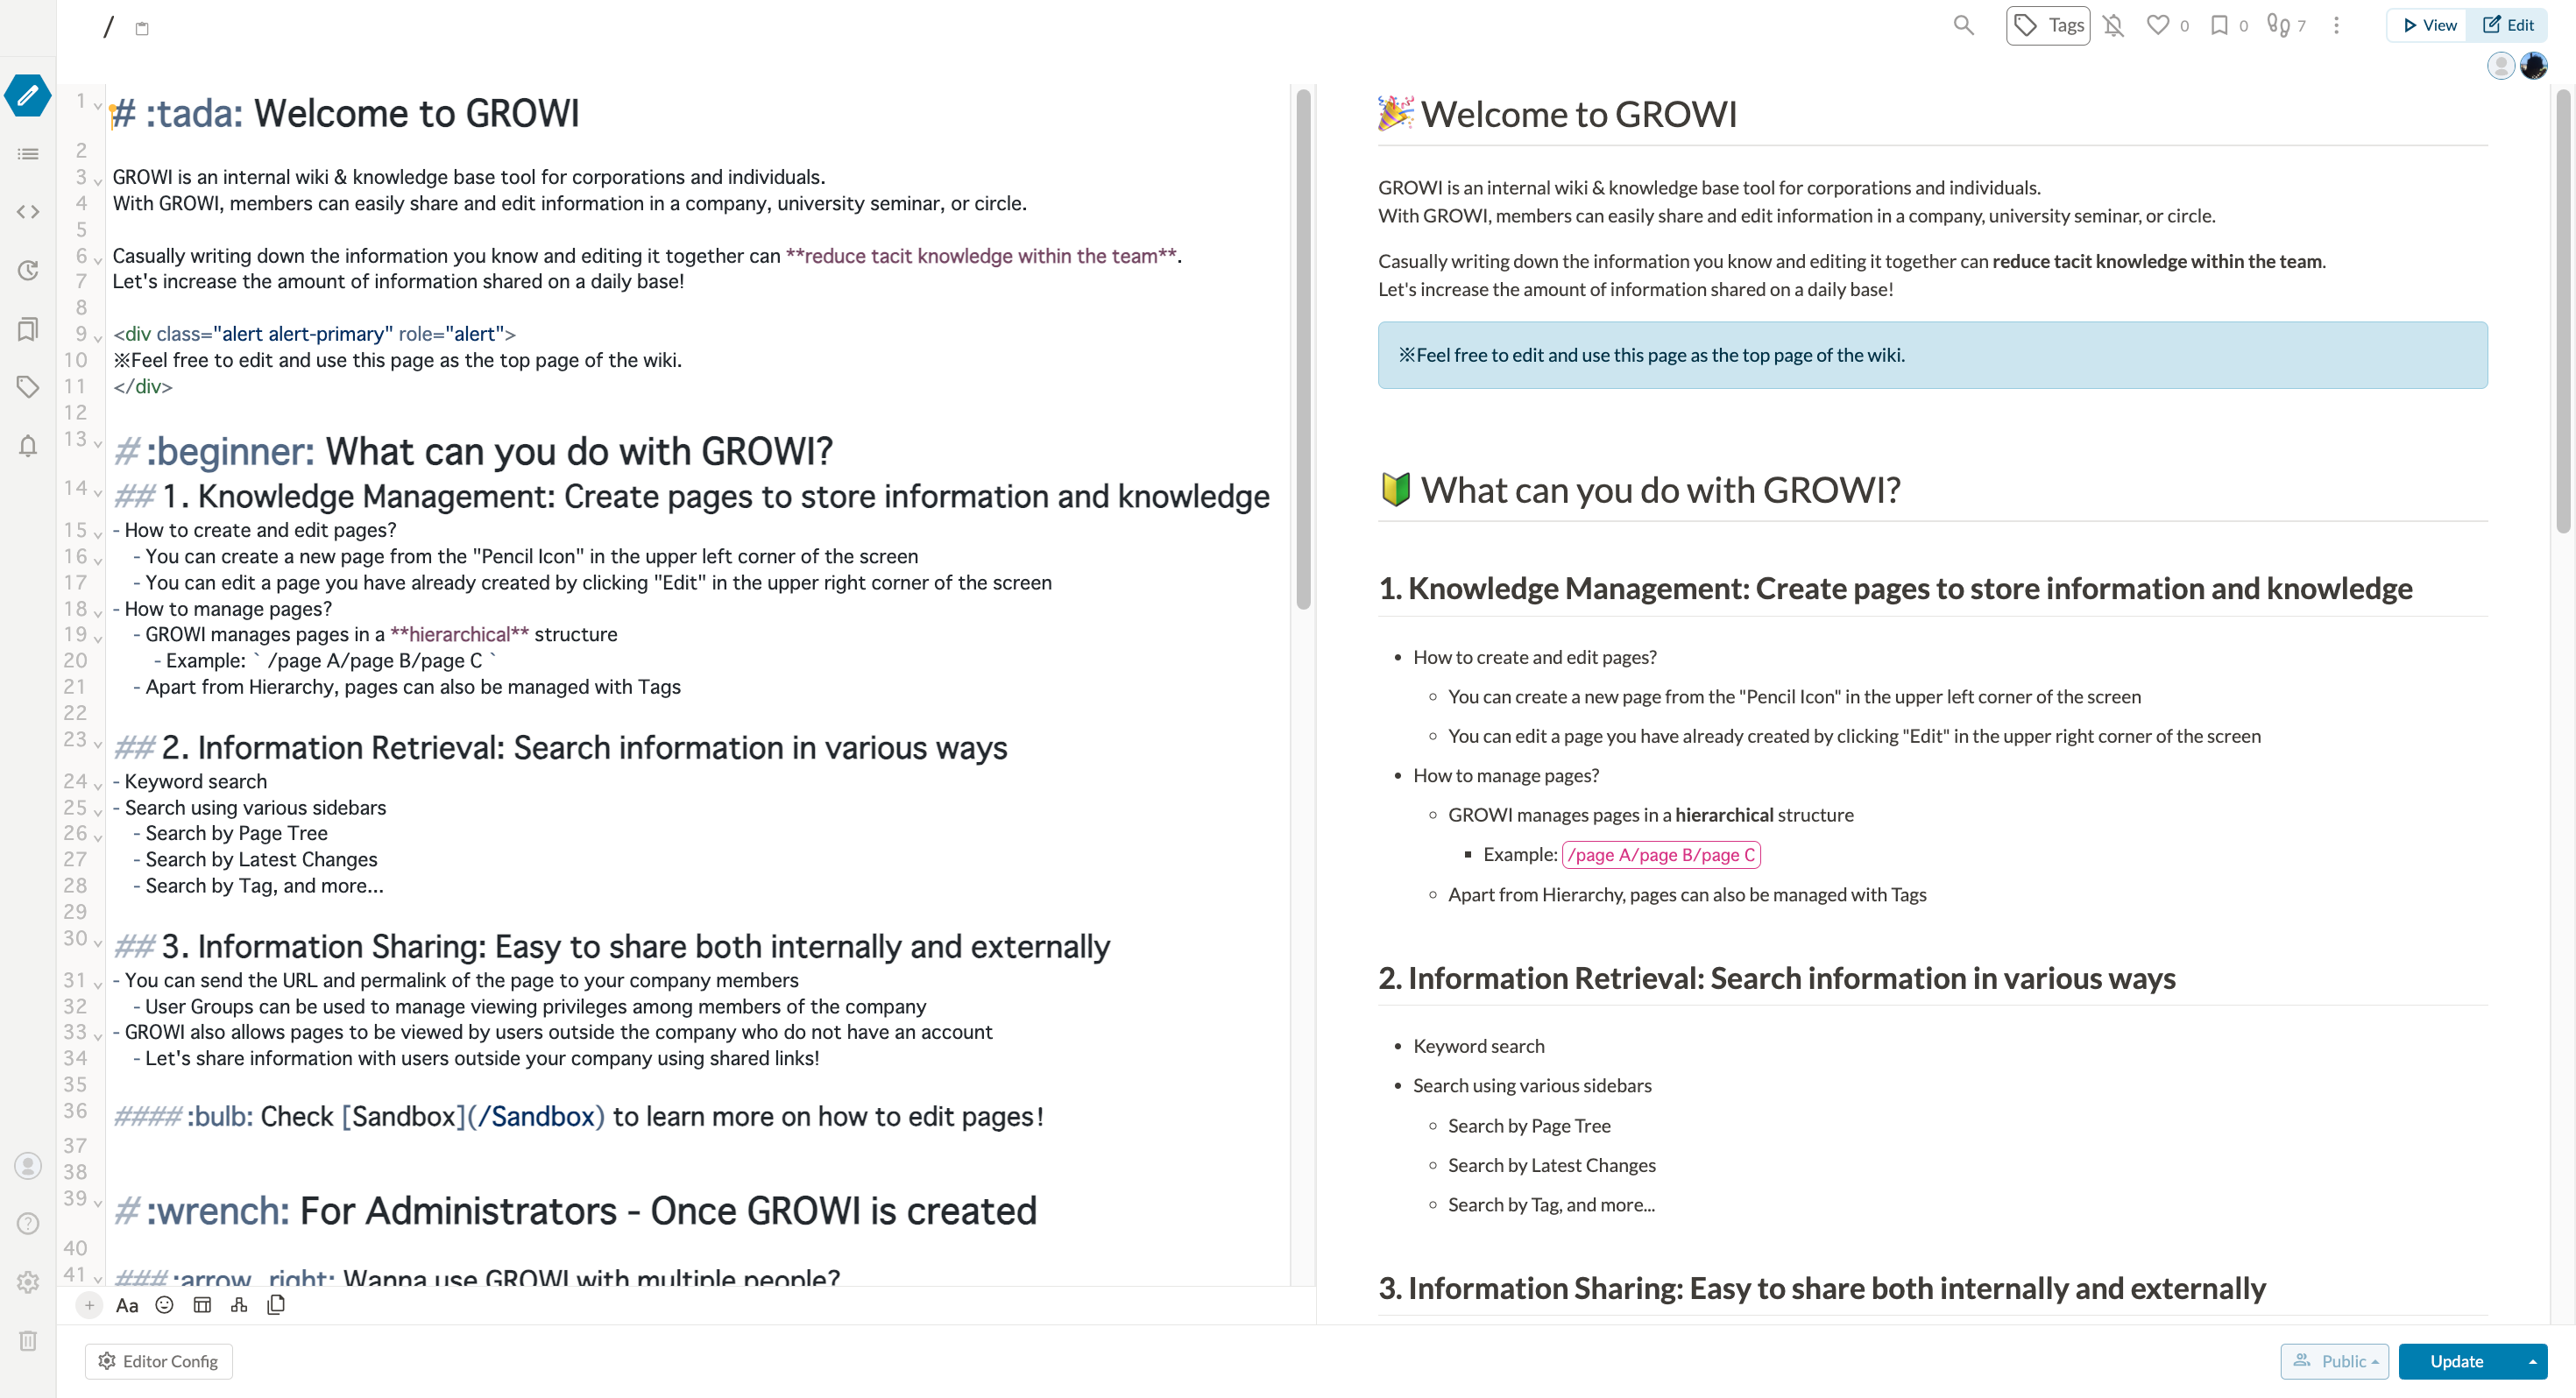 /
Tags
0
0
7
View
Edit
1 # :tada: Welcome to GROWI
2
3 GROWI is an internal wiki & knowledge base tool for corporations and individuals.
4 With GROWI, members can easily share and edit information in a company, university seminar, or circle.
5
6 Casually writing down the information you know and editing it together can **reduce tacit knowledge within the team**.
7 Let's increase the amount of information shared on a daily base!
8
9 <div class="alert alert-primary" role="alert">
10 ※Feel free to edit and use this page as the top page of the wiki.
11 </div>
12
13 # :beginner: What can you do with GROWI?
14 ## 1. Knowledge Management: Create pages to store information and knowledge
15 - How to create and edit pages?
16 - You can create a new page from the "Pencil Icon" in the upper left corner of the screen
17 - You can edit a page you have already created by clicking "Edit" in the upper right corner of the screen
18 - How to manage pages?
19 - GROWI manages pages in a **hierarchical** structure
20 - Example: ` /page A/page B/page C `
21 - Apart from Hierarchy, pages can also be managed with Tags
22
23 ## 2. Information Retrieval: Search information in various ways
24 - Keyword search
25 - Search using various sidebars
26 - Search by Page Tree
27 - Search by Latest Changes
28 - Search by Tag, and more...
29
30 ## 3. Information Sharing: Easy to share both internally and externally
31 - You can send the URL and permalink of the page to your company members
32 - User Groups can be used to manage viewing privileges among members of the company
33 - GROWI also allows pages to be viewed by users outside the company who do not have an account
34 - Let's share information with users outside your company using shared links!
35
36 #### :bulb: Check [Sandbox](/Sandbox) to learn more on how to edit pages!
37
38
39 # :wrench: For Administrators - Once GROWI is created
40
41 ### :arrow_right: Wanna use GROWI with multiple people?
Aa
Editor Config
🎉 Welcome to GROWI
GROWI is an internal wiki & knowledge base tool for corporations and individuals.
With GROWI, members can easily share and edit information in a company, university seminar, or circle.
Casually writing down the information you know and editing it together can reduce tacit knowledge within the team.
Let's increase the amount of information shared on a daily base!
※Feel free to edit and use this page as the top page of the wiki.
🔰 What can you do with GROWI?
1. Knowledge Management: Create pages to store information and knowledge
• How to create and edit pages?
◦ You can create a new page from the "Pencil Icon" in the upper left corner of the screen
◦ You can edit a page you have already created by clicking "Edit" in the upper right corner of the screen
• How to manage pages?
◦ GROWI manages pages in a hierarchical structure
▪ Example: /page A/page B/page C
◦ Apart from Hierarchy, pages can also be managed with Tags
2. Information Retrieval: Search information in various ways
• Keyword search
• Search using various sidebars
◦ Search by Page Tree
◦ Search by Latest Changes
◦ Search by Tag, and more...
3. Information Sharing: Easy to share both internally and externally
Public
Update